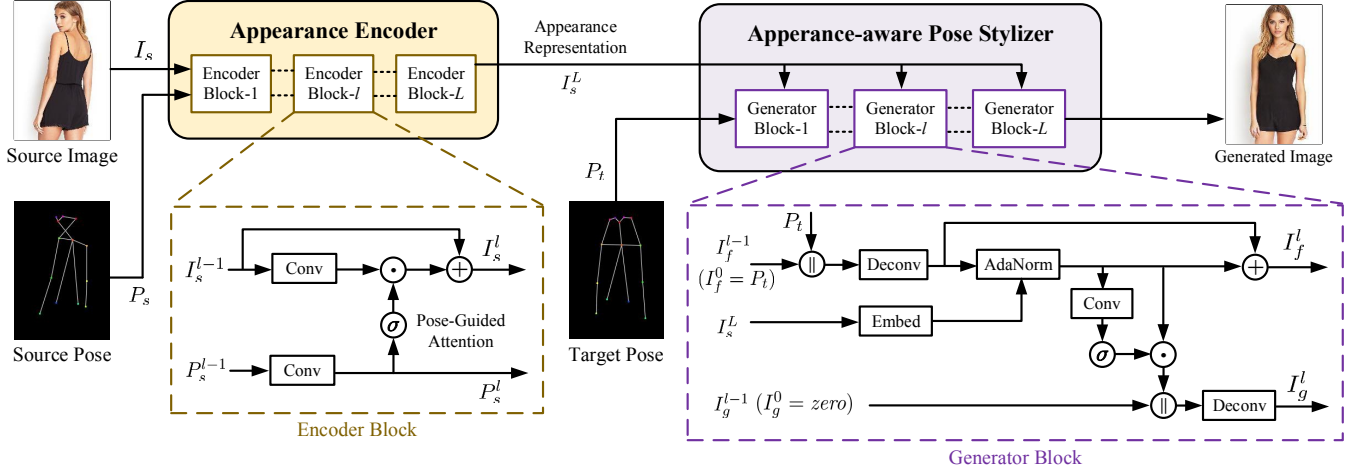 Appearance Encoder
I_s
Encoder
Block-1
Encoder
Block-l
Encoder
Block-L
Appearance
Representation
I_s^L
Apperance-aware Pose Stylizer
Generator
Block-1
Generator
Block-l
Generator
Block-L
Source Image
Generated Image
P_s
Source Pose
P_t
Target Pose
I_s^{l-1}
Conv
⊙
+
I_s^l
σ
Pose-Guided
Attention
P_s^{l-1}
Conv
P_s^l
Encoder Block
P_t
I_f^{l-1}
(I_f^0 = P_t)
||
Deconv
AdaNorm
+
I_f^l
Conv
I_s^L
Embed
σ
⊙
I_g^{l-1} (I_g^0 = zero)
||
Deconv
I_g^l
Generator Block